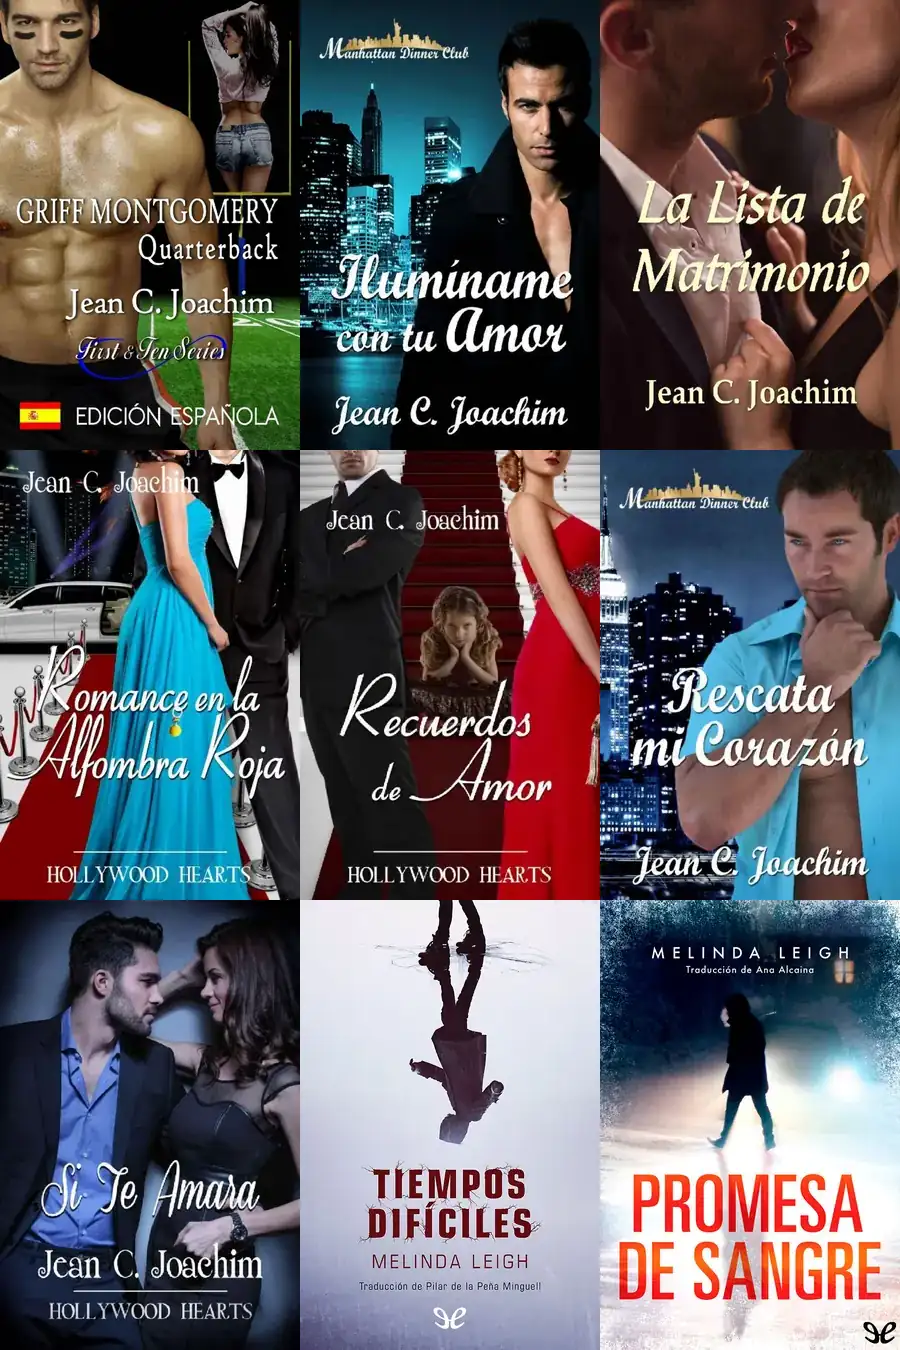 GRIFF MONTGOMERY
Quarterback
Jean C. Joachim
First & Ten Series
EDICIÓN ESPAÑOLA
Manhattan Dinner Club
Ilumíname
con tu Amor
Jean C. Joachim
La Lista de
Matrimonio
Jean C. Joachim
Jean C. Joachim
Romance en la
Alfombra Roja
HOLLYWOOD HEARTS
Jean C. Joachim
Recuerdos
de Amor
HOLLYWOOD HEARTS
Manhattan Dinner Club
Rescata
mi Corazón
Jean C. Joachim
Si Te Amara
Jean C. Joachim
HOLLYWOOD HEARTS
TIEMPOS
DIFÍCILES
MELINDA LEIGH
Traducción de Pilar de la Peña Minguell
MELINDA LEIGH
Traducción de Ana Alcaina
PROMESA
DE SANGRE